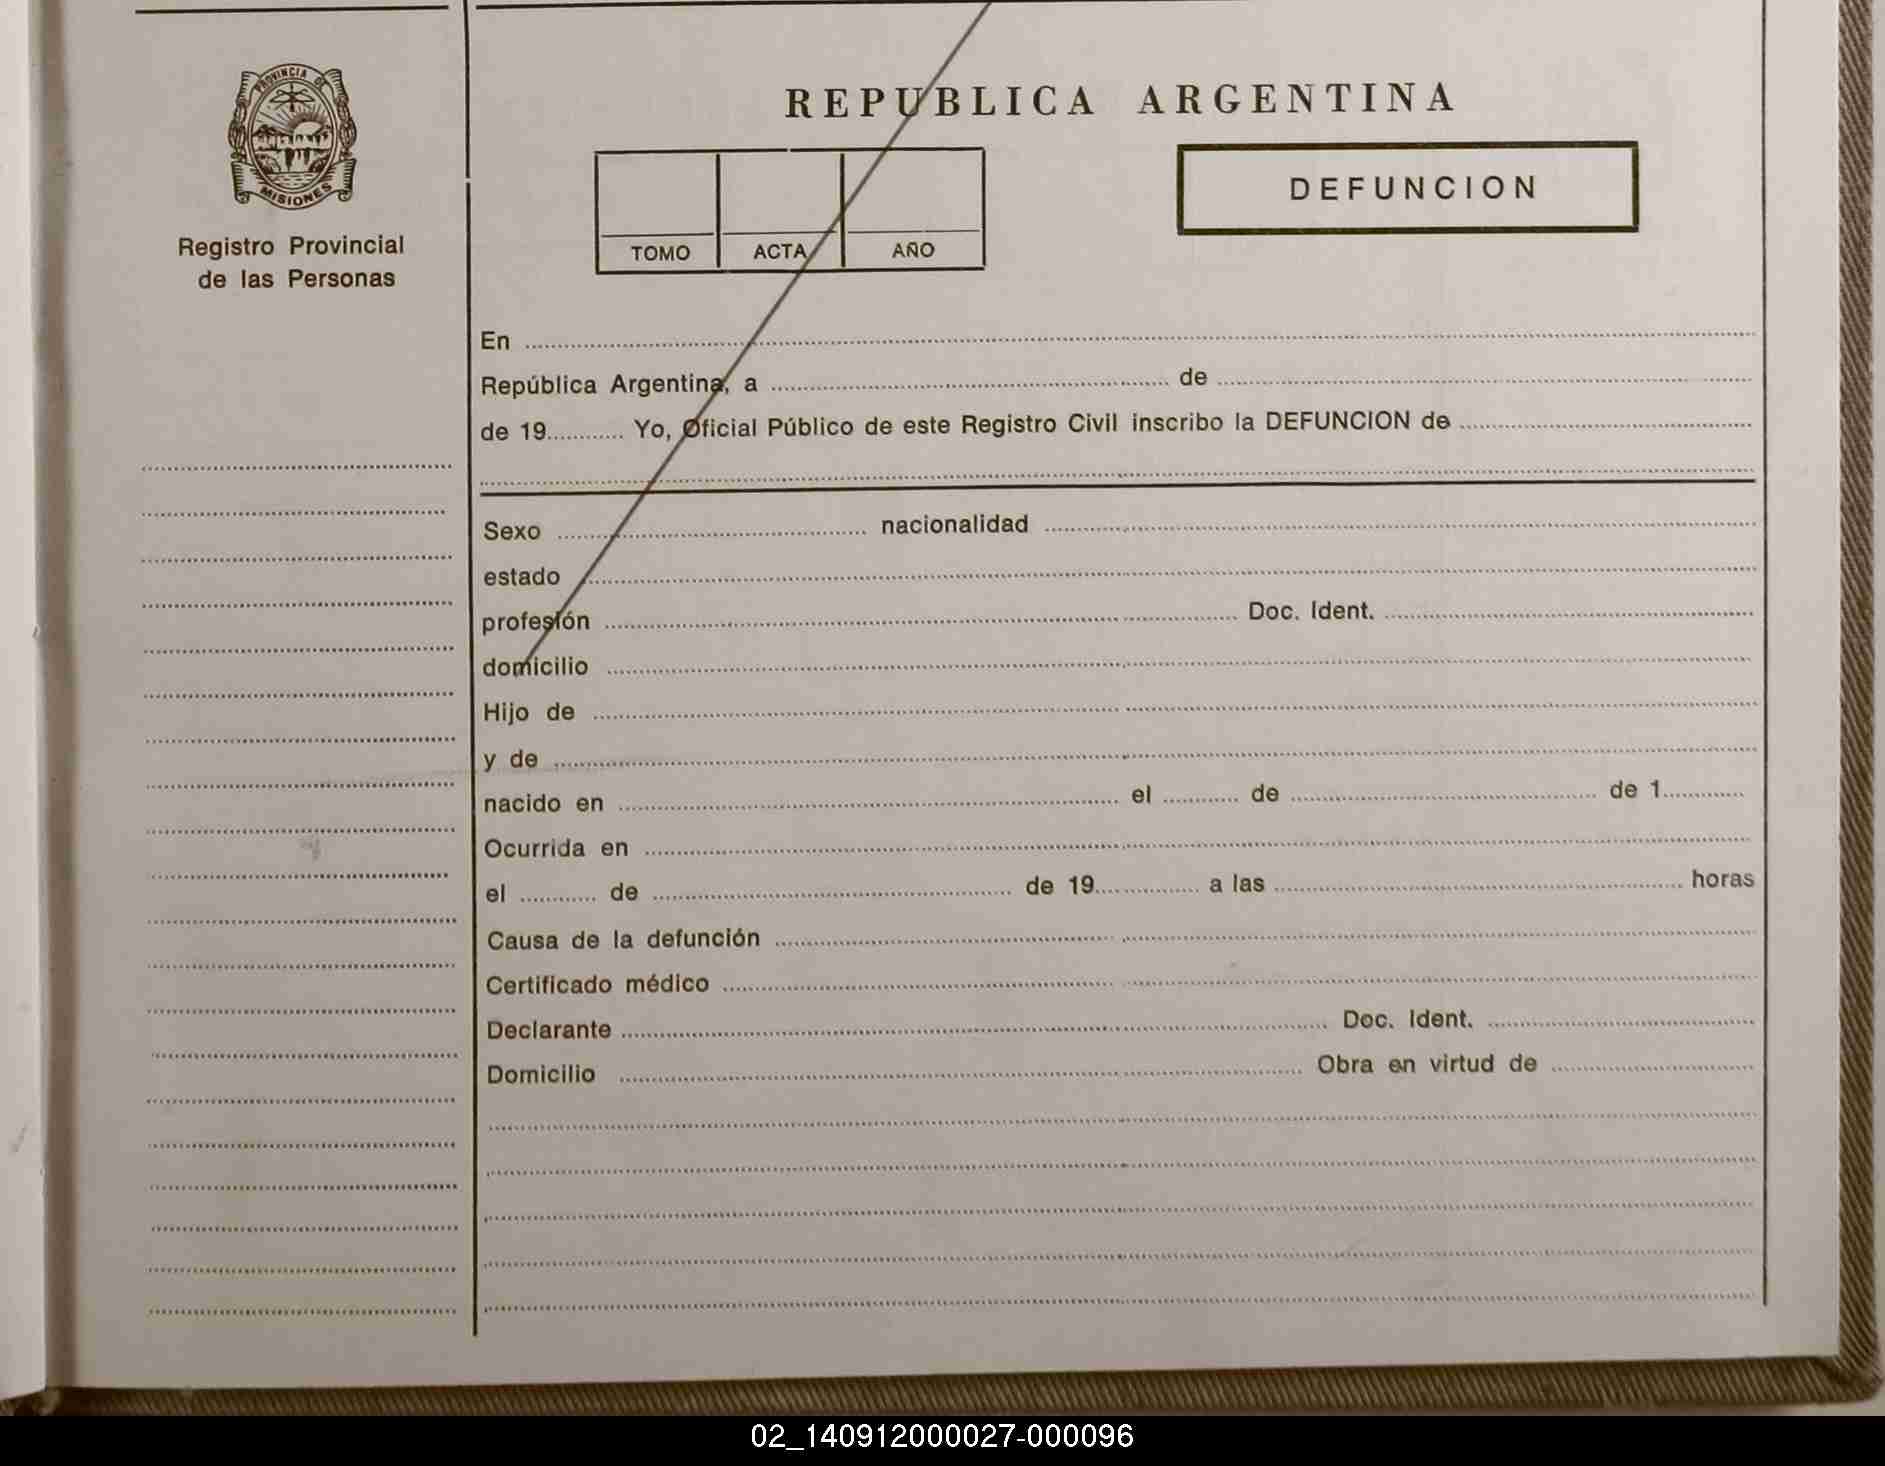 PROVINCIA DE
MISIONES
Registro Provincial
de las Personas
REPUBLICA ARGENTINA
TOMO ACTA AÑO
DEFUNCION
En
República Argentina, a de
de 19 Yo, Oficial Público de este Registro Civil inscribo la DEFUNCION de
Sexo nacionalidad
estado
profesión Doc. Ident.
domicilio
Hijo de
y de
nacido en el de de 1
Ocurrida en
el de de 19 a las horas
Causa de la defunción
Certificado médico
Declarante Doc. Ident.
Domicilio Obra en virtud de
02_140912000027-000096